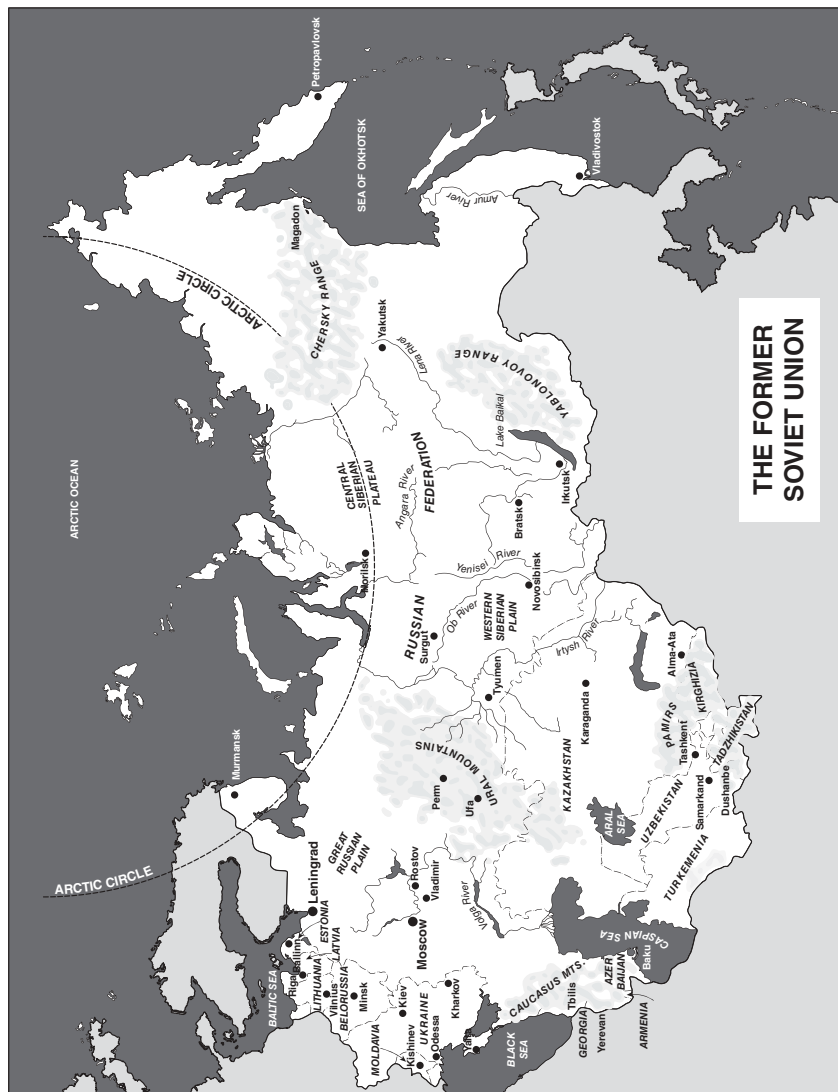 THE FORMER
SOVIET UNION
ARCTIC OCEAN
ARCTIC CIRCLE
ARCTIC CIRCLE
Murmansk
BALTIC SEA
Leningrad
ESTONIA
LATVIA
Riga
Ballinn
LITHUANIA
Vilnius
BELORUSSIA
Minsk
MOLDAVIA
Kishinev
Kiev
UKRAINE
Odessa
Kharkov
BLACK
SEA
GREAT
RUSSIAN
PLAIN
Moscow
Rostov
Vladimir
Volga River
CAUCASUS MTS.
GEORGIA
Tbilis
Yerevan
ARMENIA
AZER
BAIJAN
Baku
CASPIAN SEA
URAL MOUNTAINS
Perm
Ufa
Tyumen
KAZAKHSTAN
Karaganda
ARAL
SEA
UZBEKISTAN
TURKEMENIA
Samarkand
Dushanbe
Tashkent
PAMIRS
KIRGHIZIA
TADZHIKISTAN
Alma-Ata
Irtysh River
Norilsk
RUSSIAN
FEDERATION
Surgut
Ob River
WESTERN
SIBERIAN
PLAIN
Novosibirsk
Yenisei River
Angara River
CENTRAL
SIBERIAN
PLATEAU
Bratsk
Irkutsk
Lake Baikal
YABLONOVOY RANGE
Lena River
Yakutsk
CHERSKY RANGE
Magadon
SEA OF OKHOTSK
Petropavlovsk
Amur River
Vladivostok